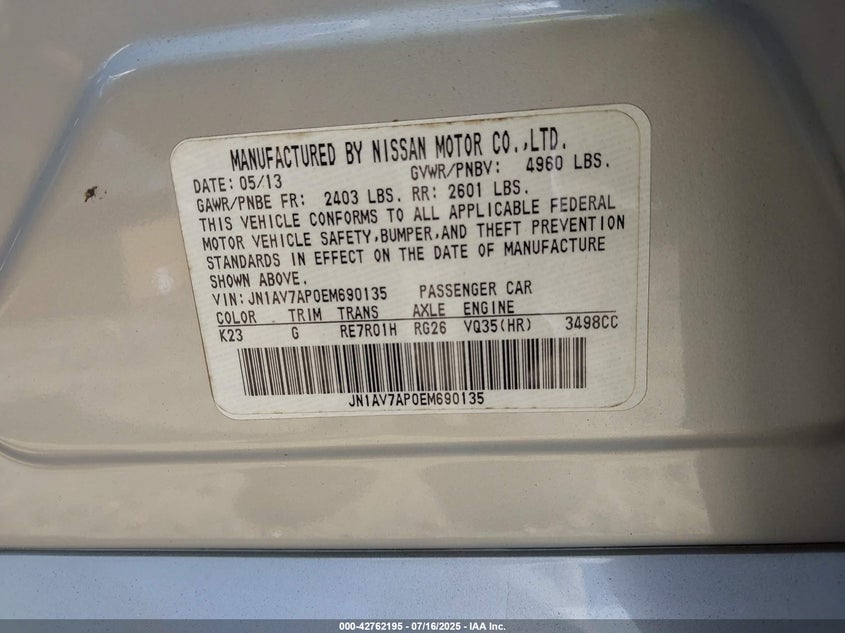 MANUFACTURED BY NISSAN MOTOR CO.,LTD.
DATE: 05/13 GVWR/PNBV: 4960 LBS.
GAWR/PNBE FR: 2403 LBS. RR: 2601 LBS.
THIS VEHICLE CONFORMS TO ALL APPLICABLE FEDERAL
MOTOR VEHICLE SAFETY,BUMPER,AND THEFT PREVENTION
STANDARDS IN EFFECT ON THE DATE OF MANUFACTURE
SHOWN ABOVE.
VIN:JN1AV7AP0EM690135 PASSENGER CAR
COLOR TRIM TRANS AXLE ENGINE
K23 G RE7R01H RG26 VQ35(HR) 3498CC
JN1AV7AP0EM690135
000-42762195 - 07/16/2025 - IAA Inc.